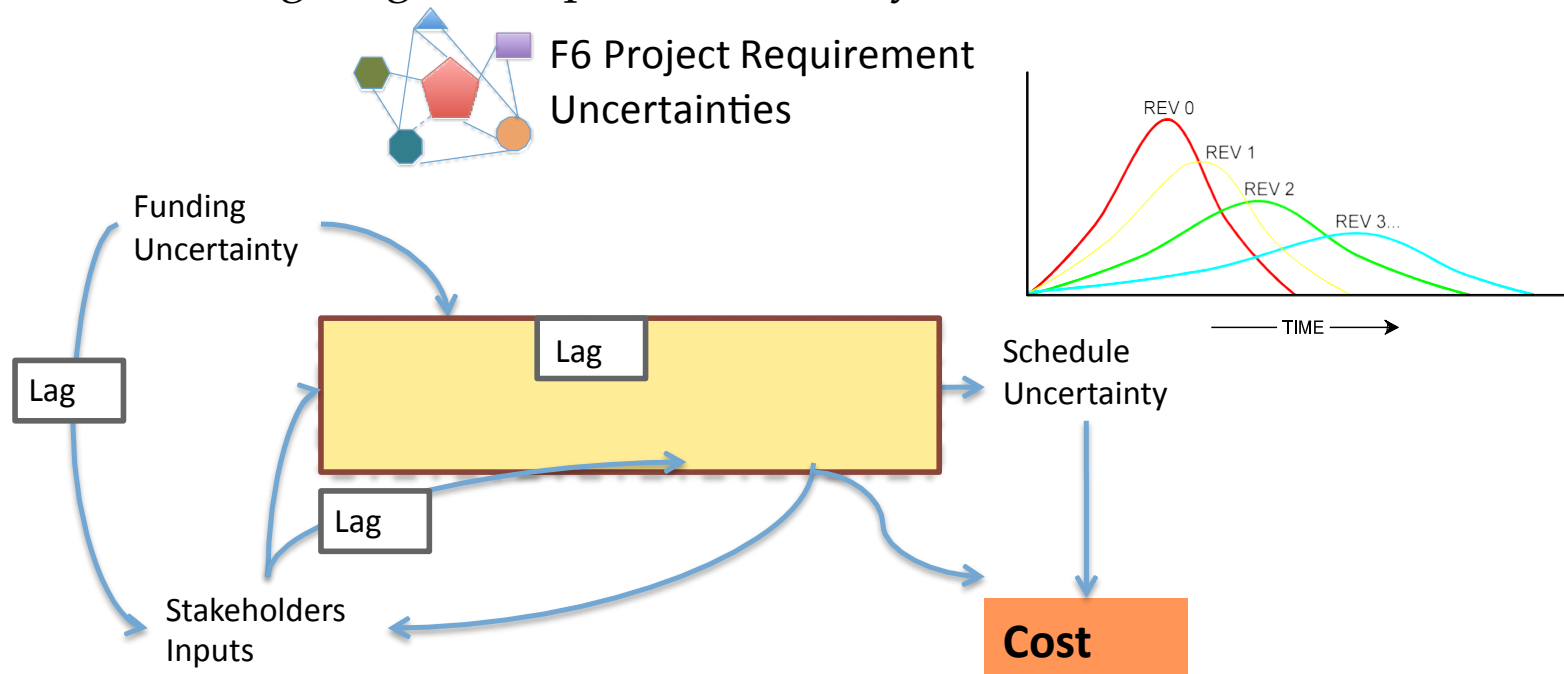 F6 Project Requirement
Uncertainties
REV 0
REV 1
REV 2
REV 3...
TIME
Funding
Uncertainty
Lag
Lag
Schedule
Uncertainty
Lag
Stakeholders
Inputs
Cost